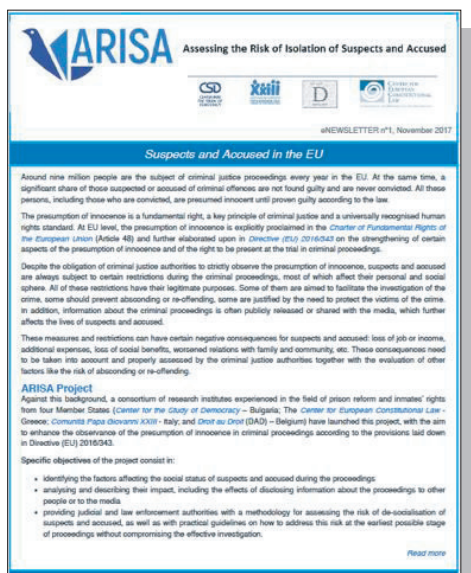 ARISA
Assessing the Risk of Isolation of Suspects and Accused
CSD
XXIII
D
CENTRE FOR
EUROPEAN
CONSTITUTIONAL
LAW
eNEWSLETTER n°1, November 2017
Suspects and Accused in the EU
Around nine million people are the subject of criminal justice proceedings every year in the EU. At the same time, a
significant share of those suspected or accused of criminal offences are not found guilty and are never convicted. All these
persons, including those who are convicted, are presumed innocent until proven guilty according to the law.
The presumption of innocence is a fundamental right, a key principle of criminal justice and a universally recognised human
rights standard. At EU level, the presumption of innocence is explicitly proclaimed in the Charter of Fundamental Rights of
the European Union (Article 48) and further elaborated upon in Directive (EU) 2016/343 on the strengthening of certain
aspects of the presumption of innocence and of the right to be present at the trial in criminal proceedings.
Despite the obligation of criminal justice authorities to strictly observe the presumption of innocence, suspects and accused
are always subject to certain restrictions during the criminal proceedings, most of which affect their personal and social
sphere. All of these restrictions have their legitimate purposes. Some of them are aimed to facilitate the investigation of the
crime, some should prevent absconding or re-offending, some are justified by the need to protect the victims of the crime.
In addition, information about the criminal proceedings is often publicly released or shared with the media, which further
affects the lives of suspects and accused.
These measures and restrictions can have certain negative consequences for suspects and accused: loss of job or income,
additional expenses, loss of social benefits, worsened relations with family and community, etc. These consequences need
to be taken into account and properly assessed by the criminal justice authorities together with the evaluation of other
factors like the risk of absconding or re-offending.
ARISA Project
Against this background, a consortium of research institutes experienced in the field of prison reform and inmates' rights
from four Member States (Center for the Study of Democracy – Bulgaria; The Center for European Constitutional Law -
Greece; Comunità Papa Giovanni XXIII - Italy; and Droit au Droit (DAD) – Belgium) have launched this project, with the aim
to enhance the observance of the presumption of innocence in criminal proceedings according to the provisions laid down
in Directive (EU) 2016/343.
Specific objectives of the project consist in:
• identifying the factors affecting the social status of suspects and accused during the proceedings
• analysing and describing their impact, including the effects of disclosing information about the proceedings to other
people or to the media
• providing judicial and law enforcement authorities with a methodology for assessing the risk of de-socialisation of
suspects and accused, as well as with practical guidelines on how to address this risk at the earliest possible stage
of proceedings without compromising the effective investigation.
Read more